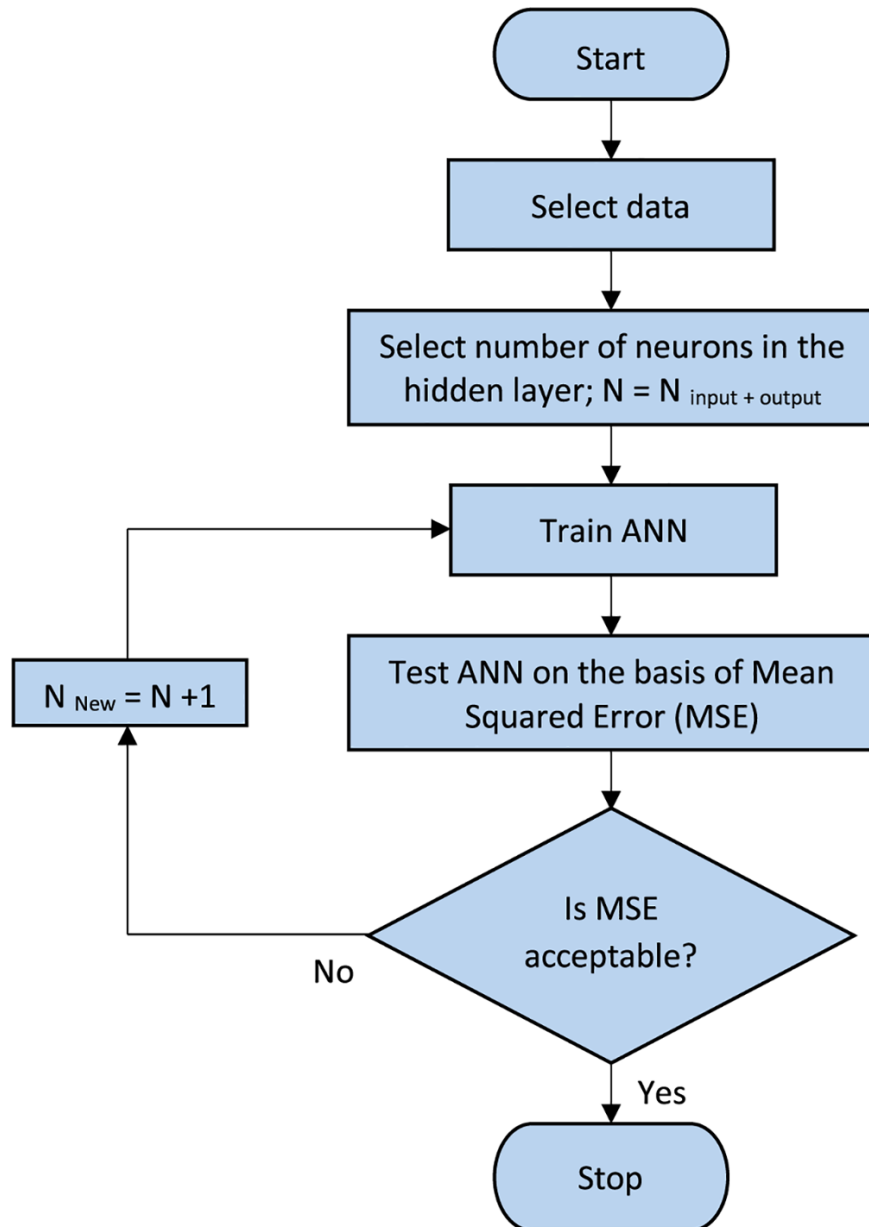 Start
Select data
Select number of neurons in the
hidden layer; N = N input + output
Train ANN
N New = N +1
Test ANN on the basis of Mean
Squared Error (MSE)
Is MSE
acceptable?
No
Yes
Stop